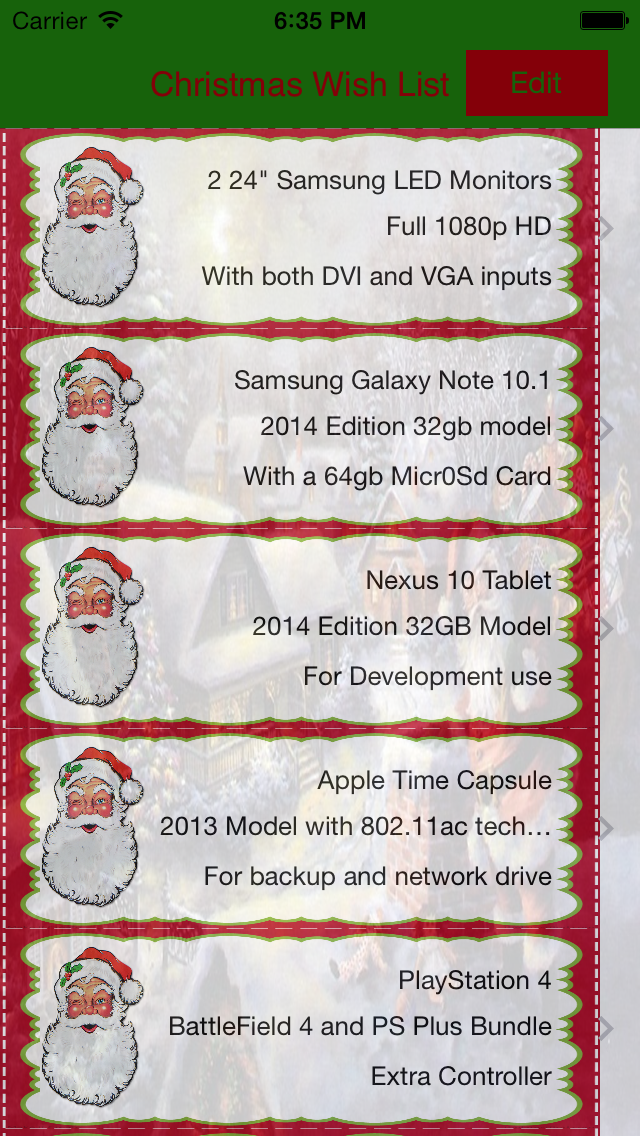 Carrier 6:35 PM
Christmas Wish List Edit
2 24" Samsung LED Monitors
Full 1080p HD
With both DVI and VGA inputs
Samsung Galaxy Note 10.1
2014 Edition 32gb model
With a 64gb Micr0Sd Card
Nexus 10 Tablet
2014 Edition 32GB Model
For Development use
Apple Time Capsule
2013 Model with 802.11ac tech…
For backup and network drive
PlayStation 4
BattleField 4 and PS Plus Bundle
Extra Controller